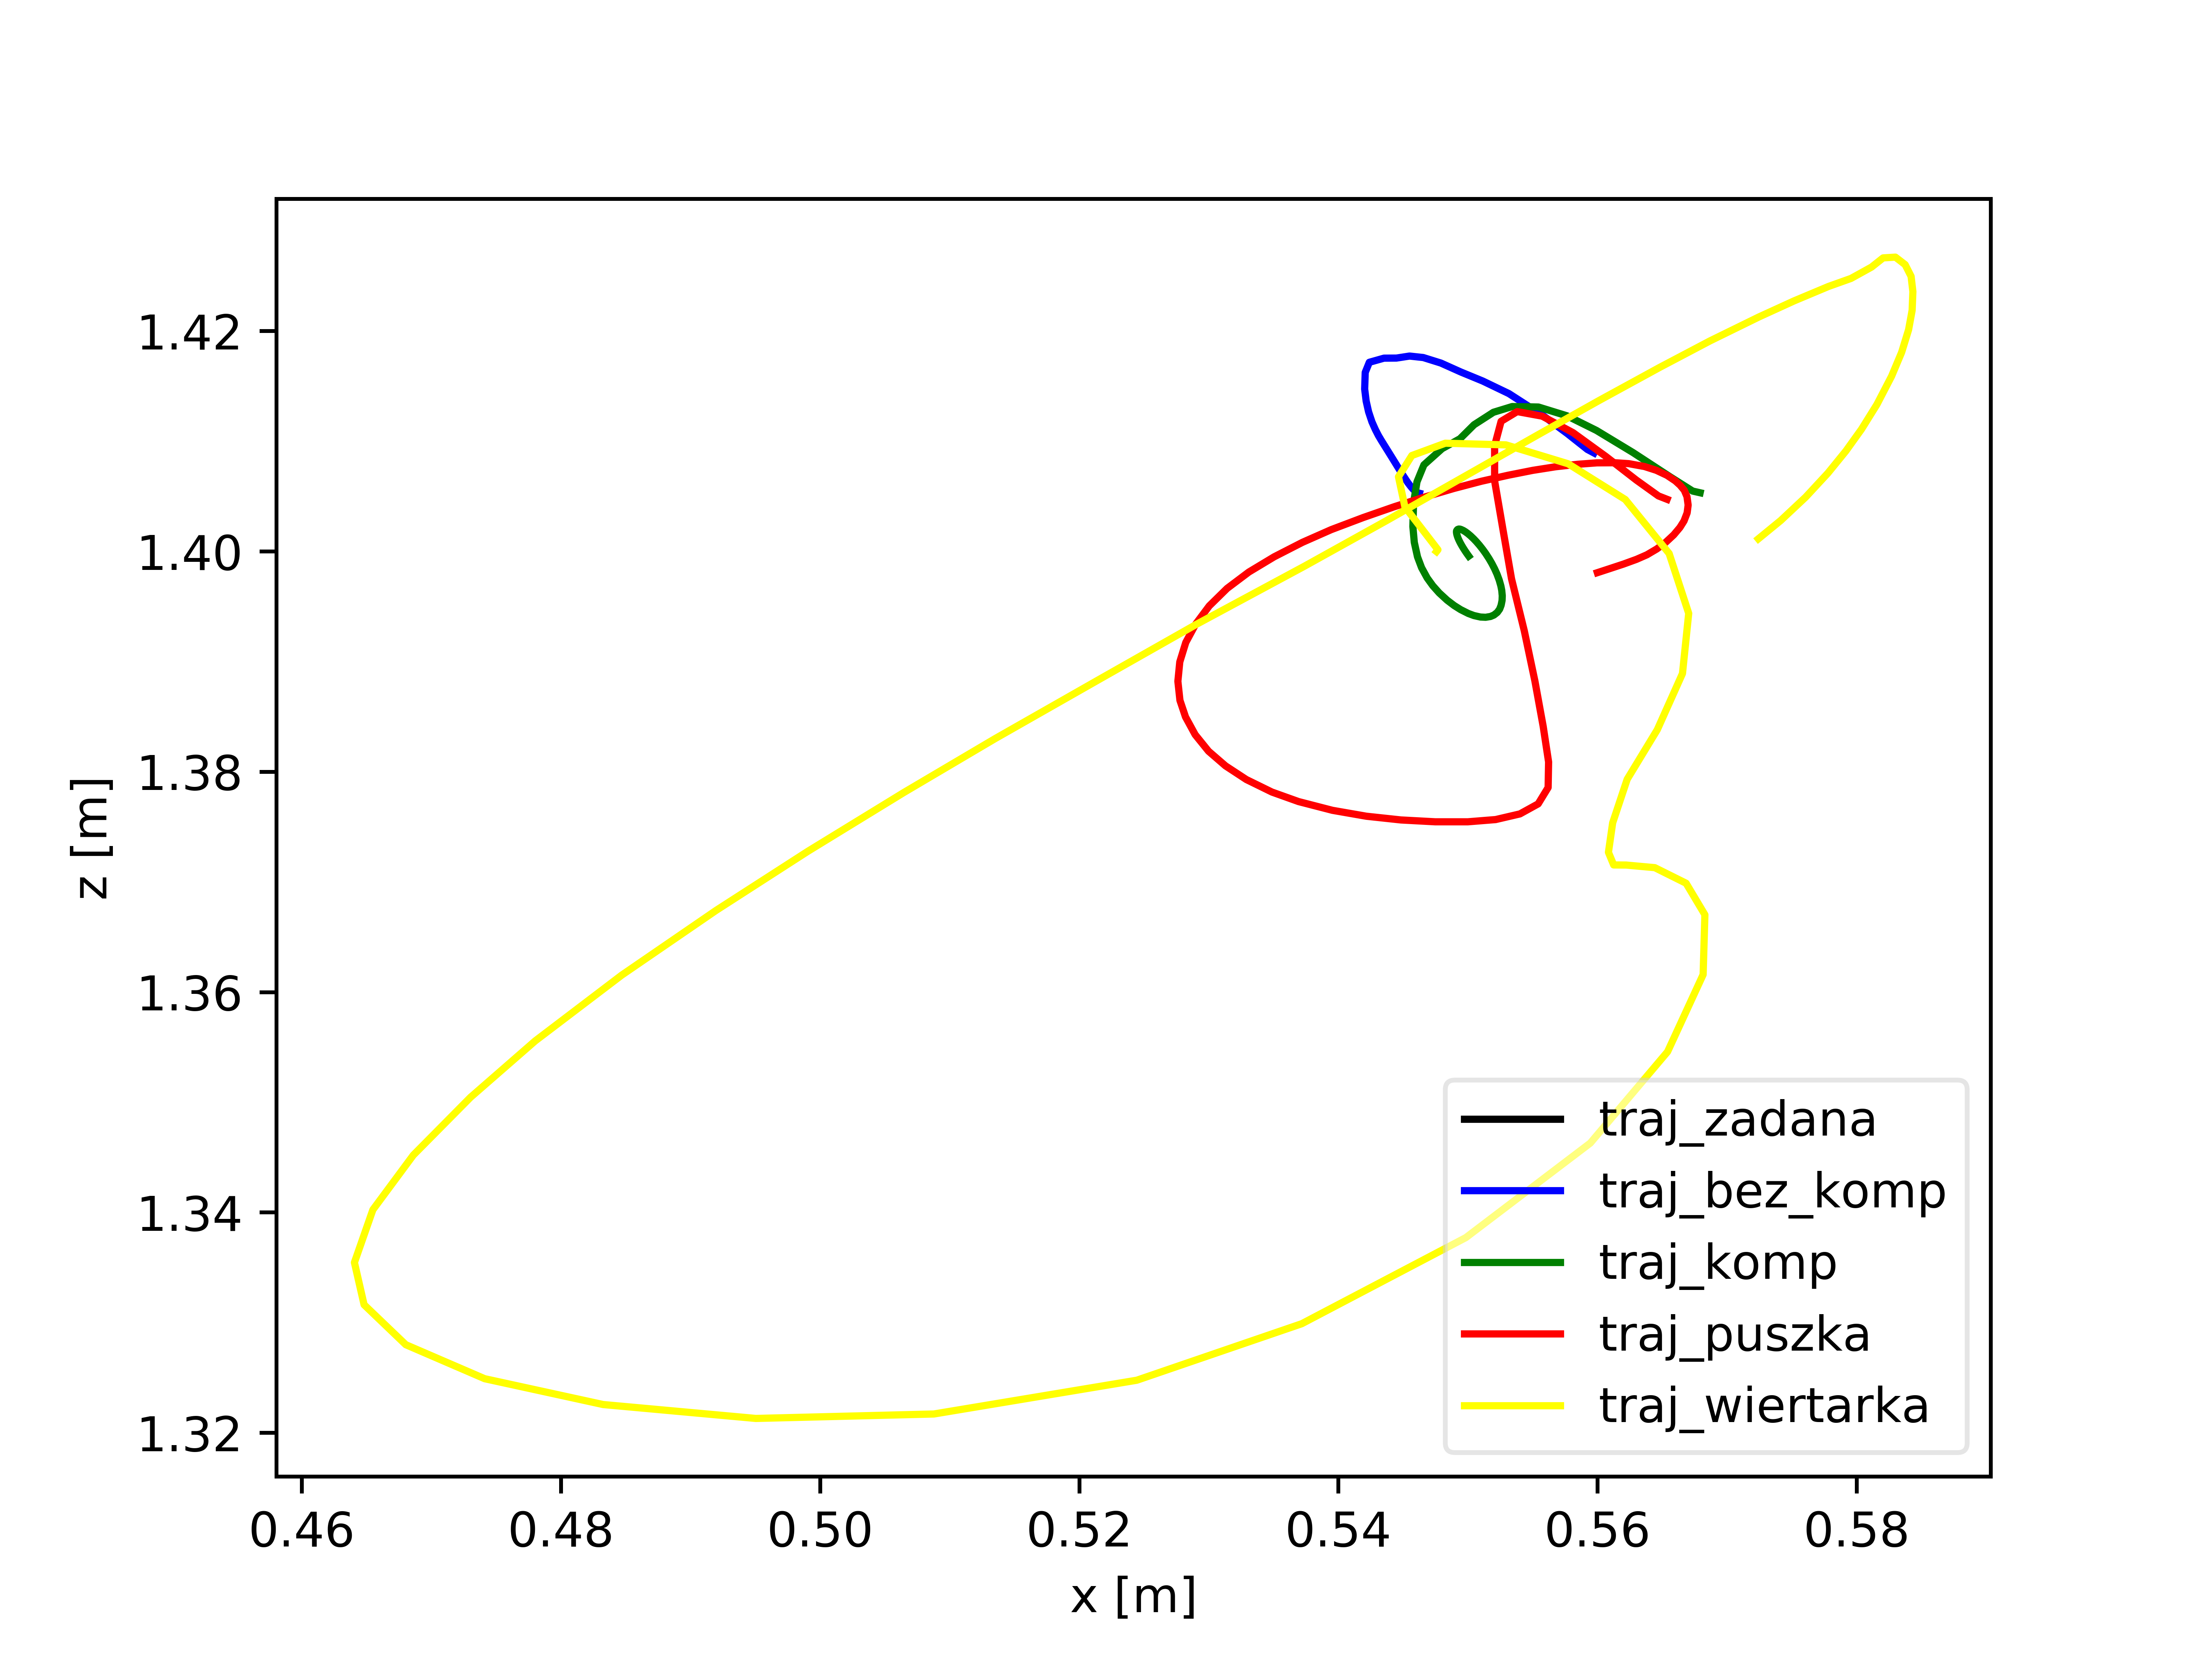 1.42
1.40
1.38
1.36
1.34
1.32
z [m]
0.46 0.48 0.50 0.52 0.54 0.56 0.58
x [m]
traj_zadana
traj_bez_komp
traj_komp
traj_puszka
traj_wiertarka